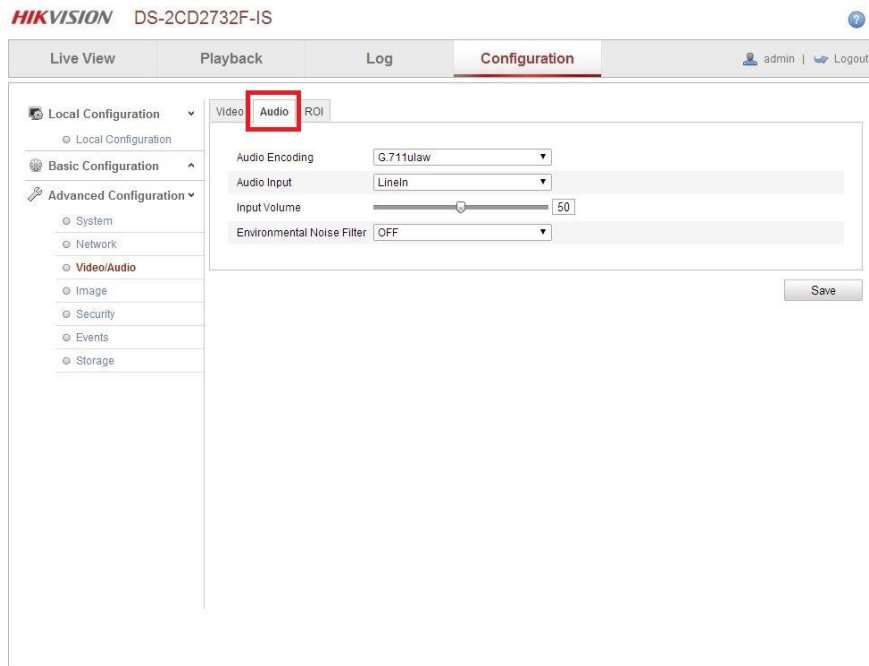 HIKVISION DS-2CD2732F-IS
Live View Playback Log Configuration admin | Logout
Local Configuration
Local Configuration
Basic Configuration
Advanced Configuration
System
Network
Video/Audio
Image
Security
Events
Storage
Video Audio ROI
Audio Encoding G.711ulaw
Audio Input LineIn
Input Volume 50
Environmental Noise Filter OFF
Save